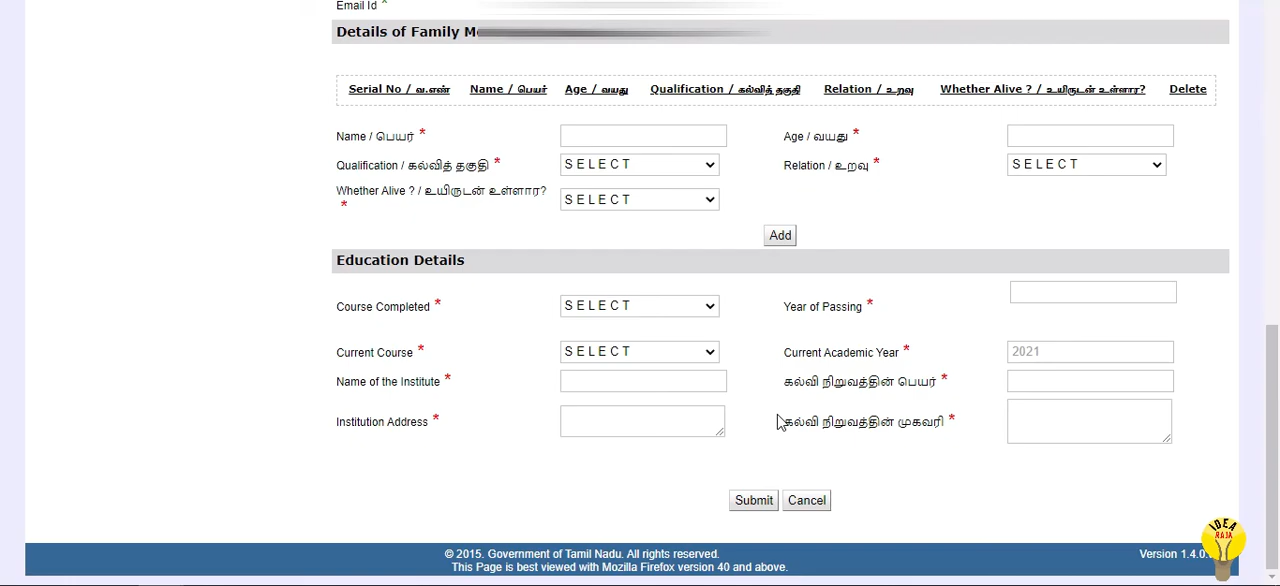 Email Id *
Details of Family M
Serial No / வ.எண் Name / பெயர் Age / வயது Qualification / கல்வித் தகுதி Relation / உறவு Whether Alive ? / உயிருடன் உள்ளார? Delete
Name / பெயர் * Age / வயது *
Qualification / கல்வித் தகுதி * SELECT Relation / உறவு * SELECT
Whether Alive ? / உயிருடன் உள்ளார? * SELECT
Add
Education Details
Course Completed * SELECT Year of Passing *
Current Course * SELECT Current Academic Year * 2021
Name of the Institute * கல்வி நிறுவத்தின் பெயர் *
Institution Address * கல்வி நிறுவத்தின் முகவரி *
Submit Cancel
© 2015. Government of Tamil Nadu. All rights reserved. Version 1.4.0
This Page is best viewed with Mozilla Firefox version 40 and above.
IDEA
RAJA